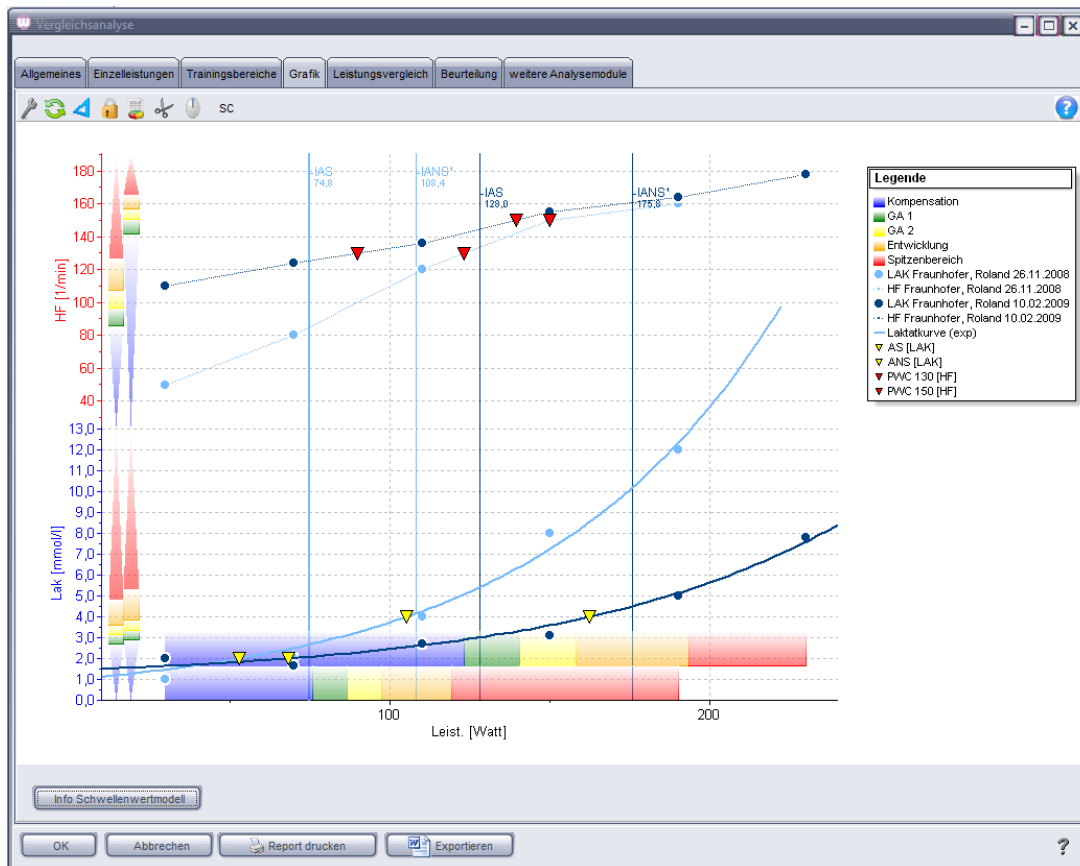 Vergleichsanalyse
Allgemeines Einzelleistungen Trainingsbereiche Grafik Leistungsvergleich Beurteilung weitere Analysemodule
SC
?
HF [1/min]
180
160
140
120
100
80
60
40
Lak [mmol/l]
13,0
12,0
11,0
10,0
9,0
8,0
7,0
6,0
5,0
4,0
3,0
2,0
1,0
0,0
IAS
74,8
IANS¹
108,4
IAS
128,0
IANS¹
175,8
100
200
Leist. [Watt]
Legende
Kompensation
GA 1
GA 2
Entwicklung
Spitzenbereich
LAK Fraunhofer, Roland 26.11.2008
HF Fraunhofer, Roland 26.11.2008
LAK Fraunhofer, Roland 10.02.2009
HF Fraunhofer, Roland 10.02.2009
Laktatkurve (exp)
AS [LAK]
ANS [LAK]
PWC 130 [HF]
PWC 150 [HF]
Info Schwellenwertmodell
OK Abbrechen Report drucken Exportieren ?